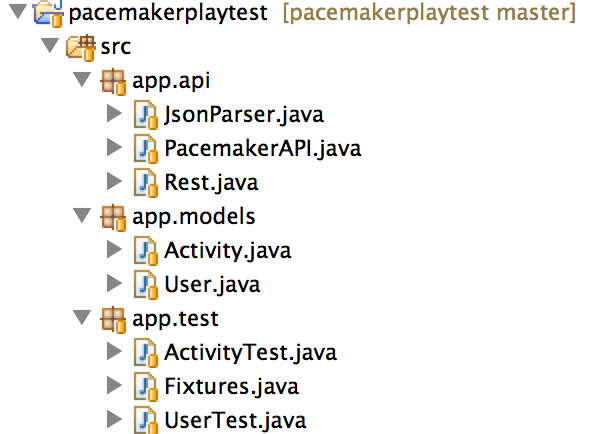 pacemakerplaytest [pacemakerplaytest master]
src
app.api
JsonParser.java
PacemakerAPI.java
Rest.java
app.models
Activity.java
User.java
app.test
ActivityTest.java
Fixtures.java
UserTest.java